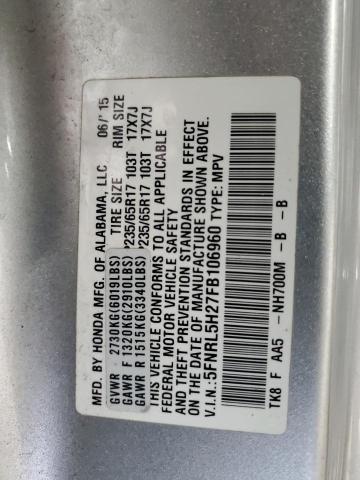 MFD. BY HONDA MFG. OF ALABAMA, LLC 06/ 15
GVWR 2730KG(6019LBS) TIRE SIZE RIM SIZE
GAWR F 1320KG(2910LBS) P235/65R17 103T 17X7J
GAWR R 1515KG(3340LBS) P235/65R17 103T 17X7J
THIS VEHICLE CONFORMS TO ALL APPLICABLE
FEDERAL MOTOR VEHICLE SAFETY
AND THEFT PREVENTION STANDARDS IN EFFECT
ON THE DATE OF MANUFACTURE SHOWN ABOVE.
V.I.N.:5FNRL5H27FB106960 TYPE: MPV
TK8 F AA5 -NH700M -B -B